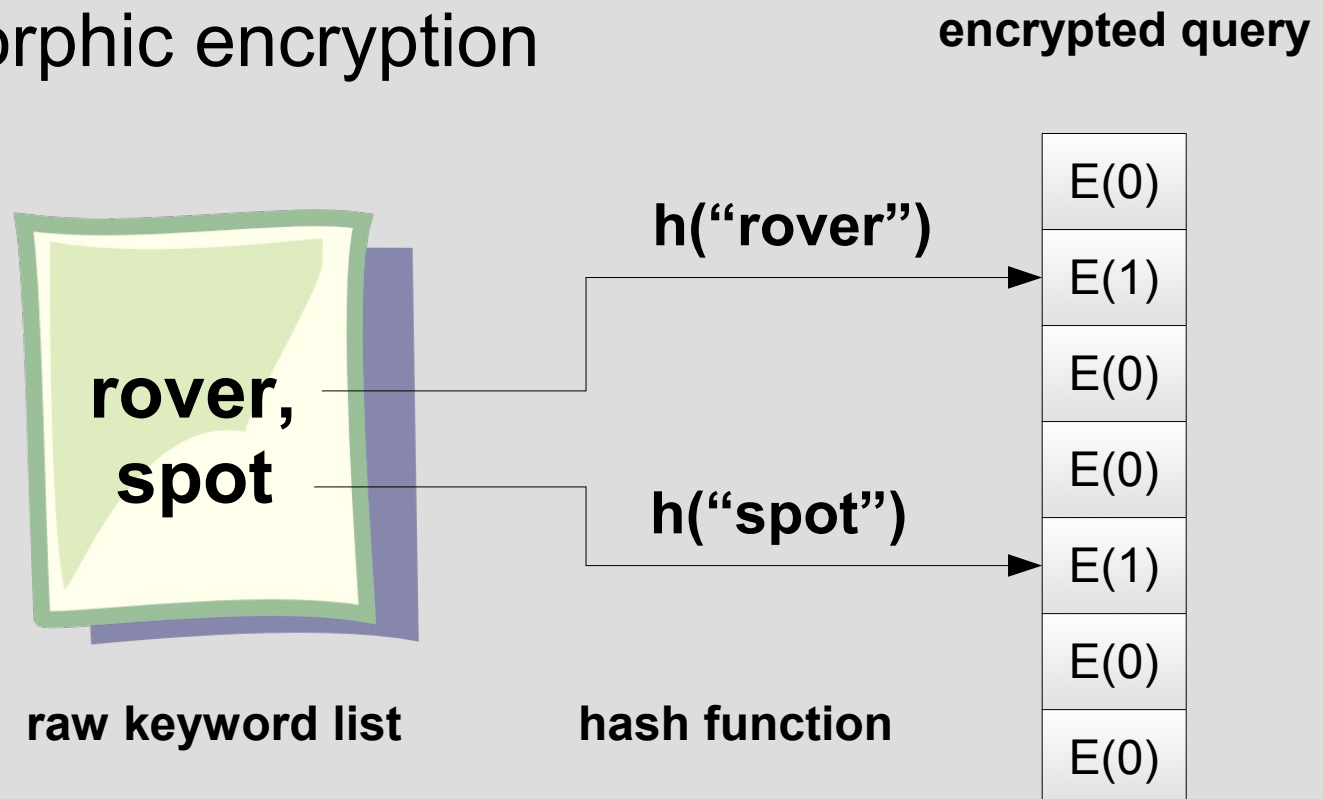 orphic encryption
encrypted query
rover,
spot
h(“rover”)
h(“spot”)
E(0)
E(1)
E(0)
E(0)
E(1)
E(0)
E(0)
raw keyword list
hash function